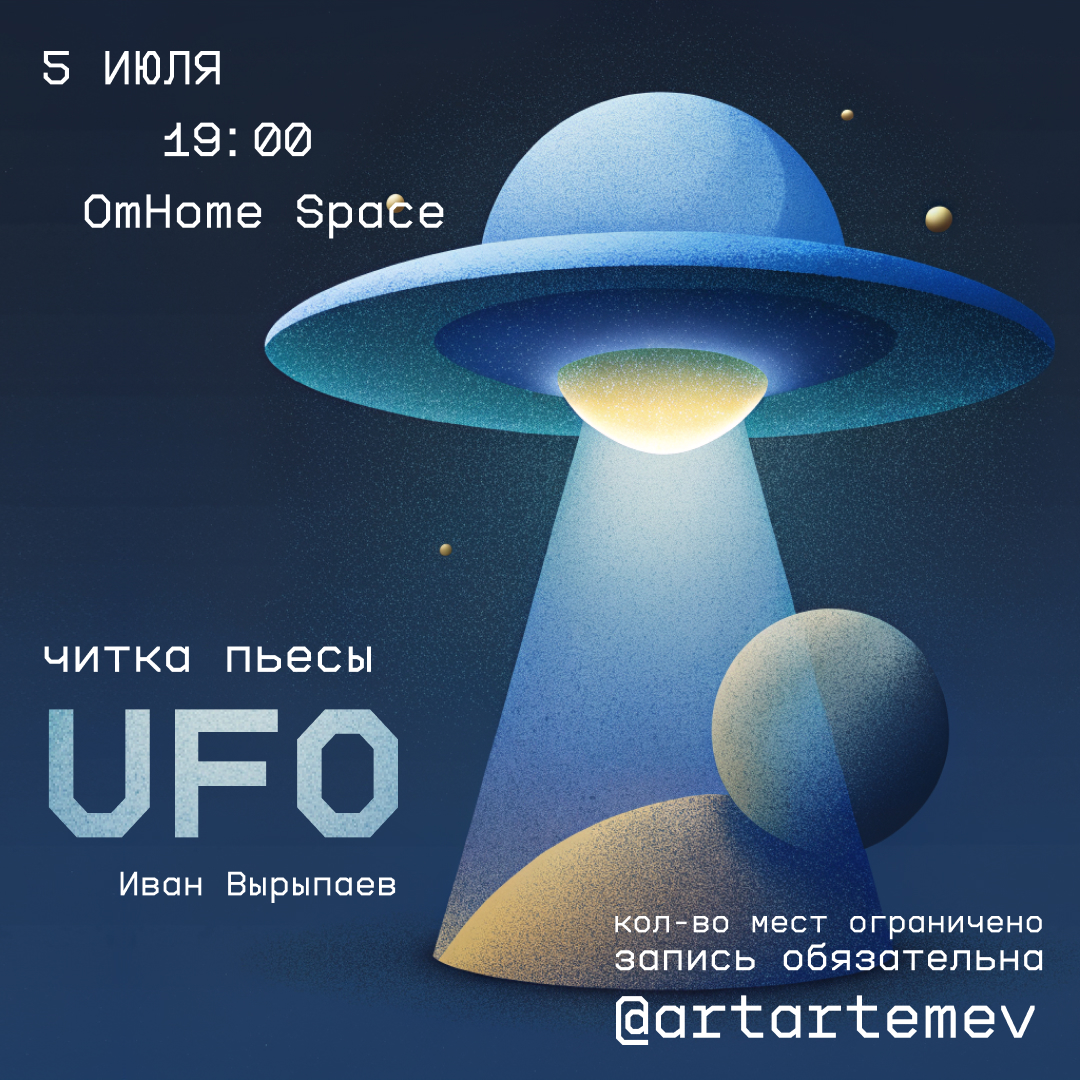 5 ИЮЛЯ
19:00
OmHome Space
читка пьесы
UFO
Иван Вырыпаев
кол-во мест ограничено
запись обязательна
@artartemev